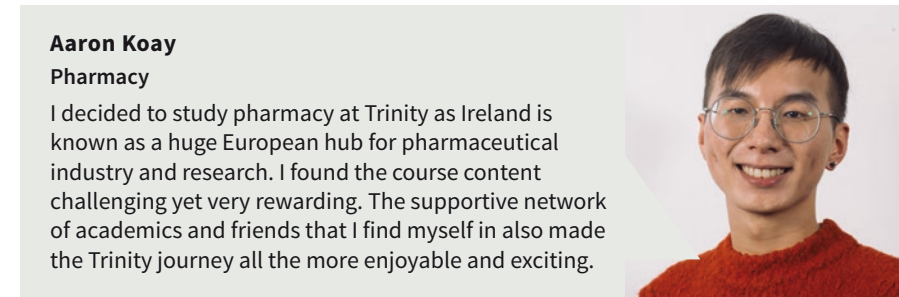 Aaron Koay
Pharmacy
I decided to study pharmacy at Trinity as Ireland is
known as a huge European hub for pharmaceutical
industry and research. I found the course content
challenging yet very rewarding. The supportive network
of academics and friends that I find myself in also made
the Trinity journey all the more enjoyable and exciting.